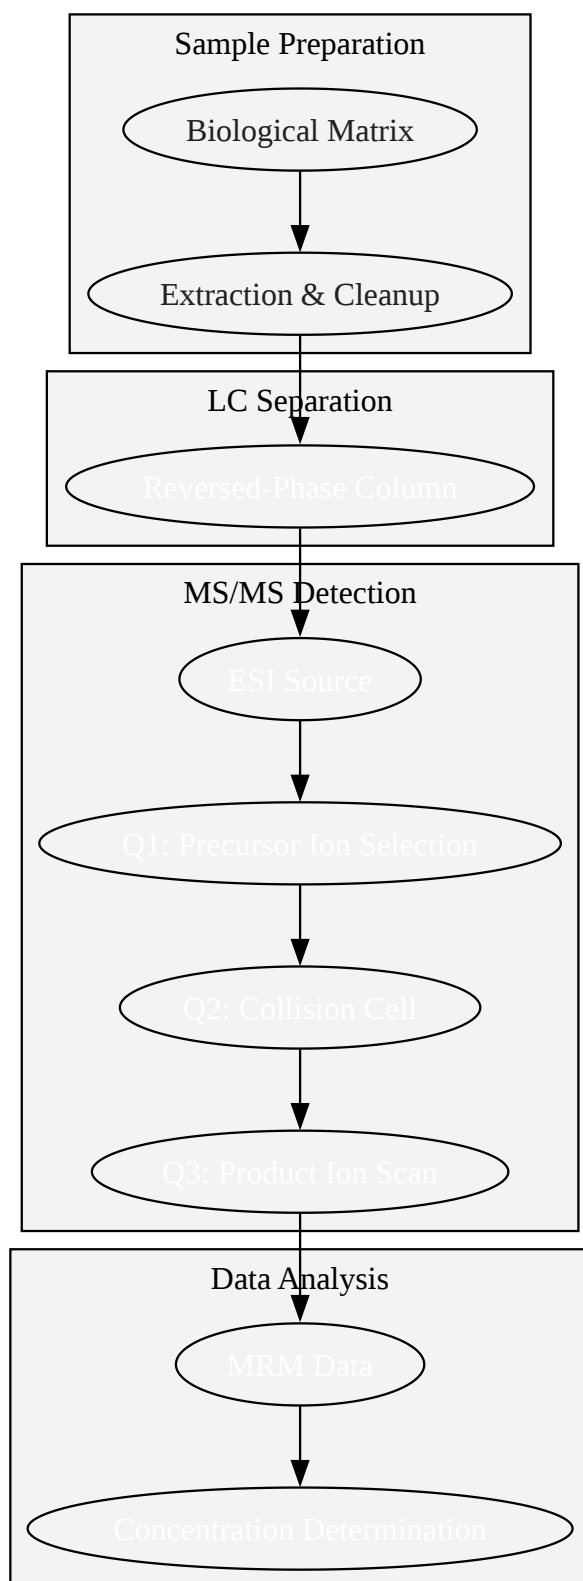 Sample Preparation
Biological Matrix
Extraction & Cleanup
LC Separation
Reversed-Phase Column
MS/MS Detection
ESI Source
Q1: Precursor Ion Selection
Q2: Collision Cell
Q3: Product Ion Scan
Data Analysis
MRM Data
Concentration Determination